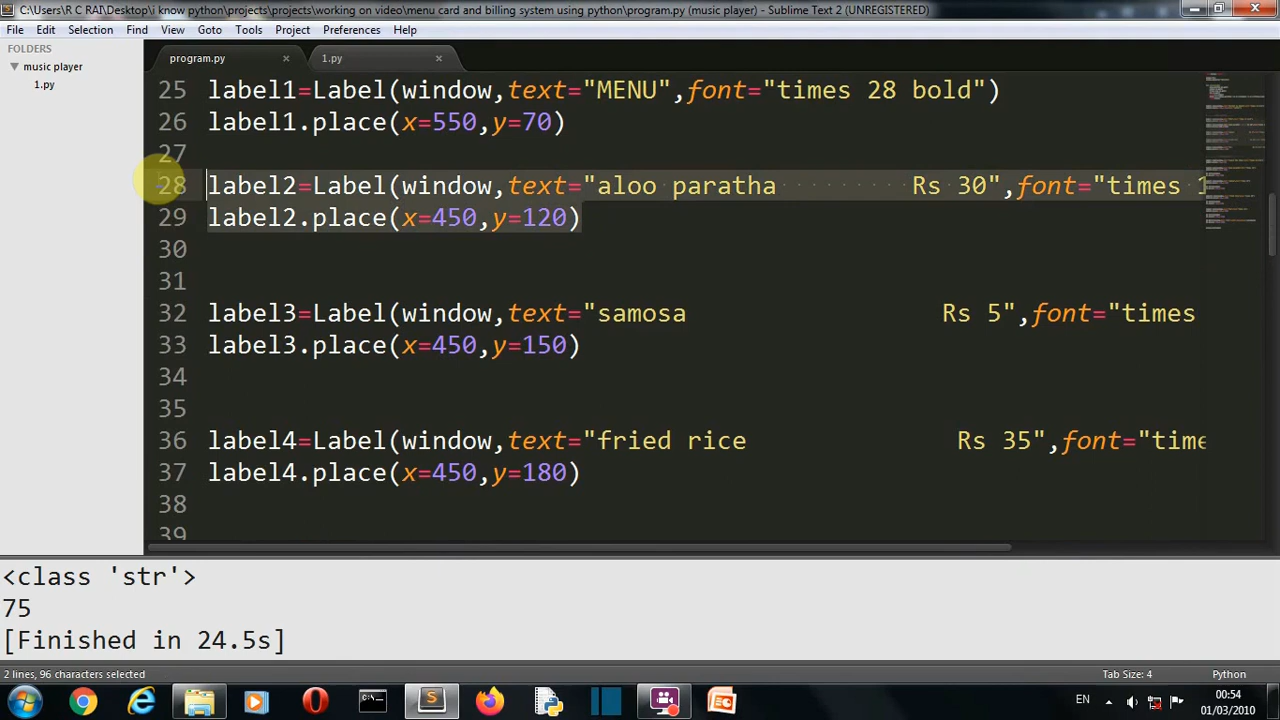 C:\Users\R C RAI\Desktop\i know python\projects\projects\working on video\menu card and billing system using python\program.py (music player) - Sublime Text 2 (UNREGISTERED)
File Edit Selection Find View Goto Tools Project Preferences Help
FOLDERS
music player
1.py
program.py × 1.py ×
25 label1=Label(window,text="MENU",font="times 28 bold")
26 label1.place(x=550,y=70)
27
28 label2=Label(window,text="aloo paratha         Rs 30",font="times 1
29 label2.place(x=450,y=120)
30
31
32 label3=Label(window,text="samosa                 Rs 5",font="times
33 label3.place(x=450,y=150)
34
35
36 label4=Label(window,text="fried rice              Rs 35",font="time
37 label4.place(x=450,y=180)
38
39
<class 'str'>
75
[Finished in 24.5s]
2 lines, 96 characters selected Tab Size: 4 Python
EN 00:54
01/03/2010